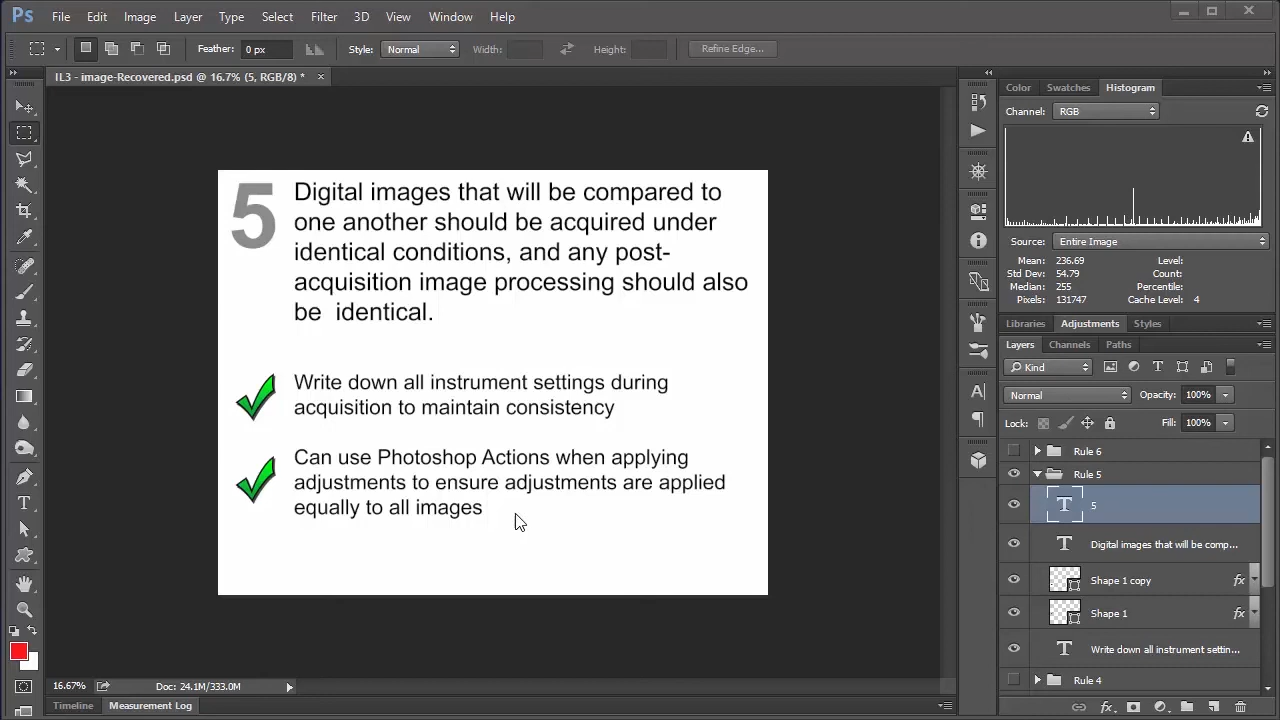 Ps File Edit Image Layer Type Select Filter 3D View Window Help
Feather: 0 px Style: Normal Width: Height: Refine Edge...
IL3 - image-Recovered.psd @ 16.7% (5, RGB/8) * ×
Color Swatches Histogram
Channel: RGB
Source: Entire Image
Mean: 236.69 Level:
Std Dev: 54.79 Count:
Median: 255 Percentile:
Pixels: 131747 Cache Level: 4
Libraries Adjustments Styles
Layers Channels Paths
Kind
Normal Opacity: 100%
Lock: Fill: 100%
Rule 6
Rule 5
5
Digital images that will be comp...
Shape 1 copy fx
Shape 1 fx
Write down all instrument settin...
Rule 4
5 Digital images that will be compared to
one another should be acquired under
identical conditions, and any post-
acquisition image processing should also
be  identical.
Write down all instrument settings during
acquisition to maintain consistency
Can use Photoshop Actions when applying
adjustments to ensure adjustments are applied
equally to all images
16.67% Doc: 24.1M/333.0M
Timeline Measurement Log